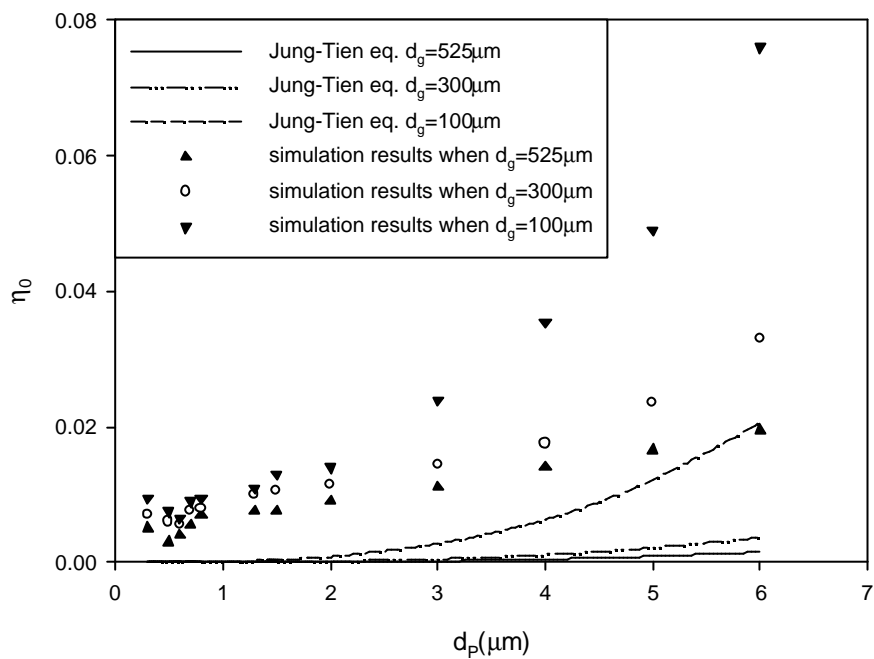 0.08
Jung-Tien eq. dg=525μm
Jung-Tien eq. dg=300μm
Jung-Tien eq. dg=100μm
simulation results when dg=525μm
simulation results when dg=300μm
simulation results when dg=100μm
0.06
0.04
0.02
0.00
η0
0 1 2 3 4 5 6 7
dP(μm)